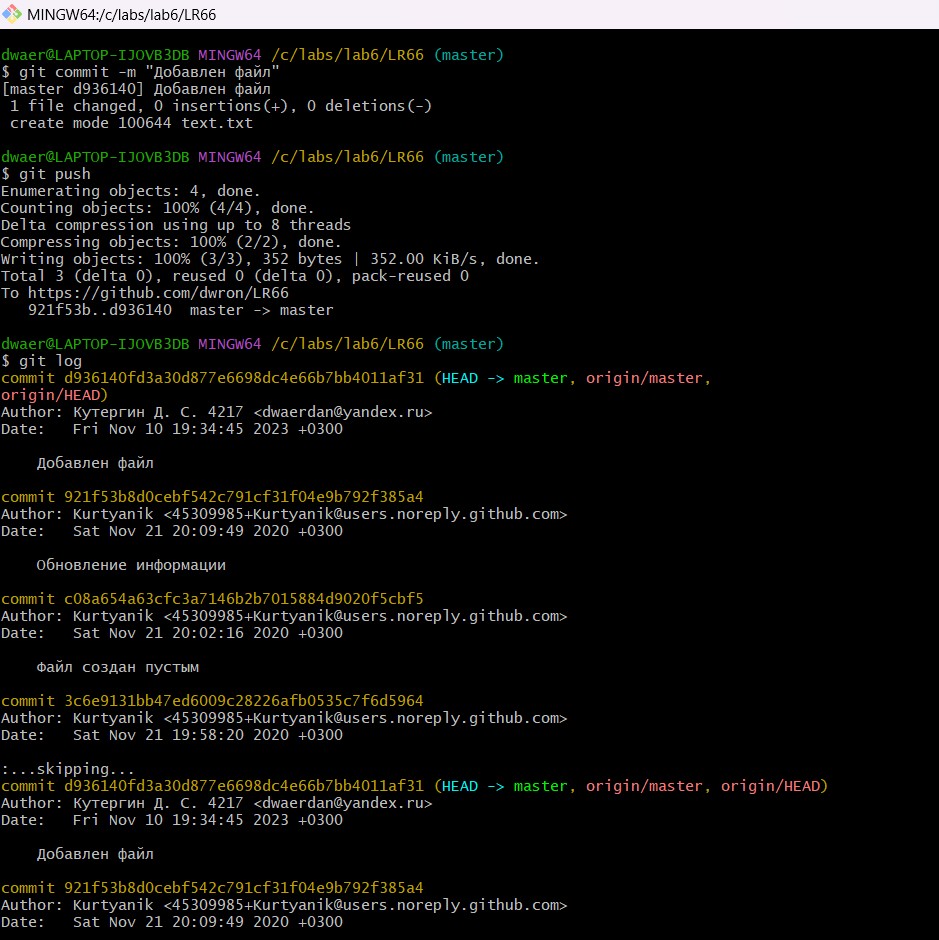 MINGW64:/c/labs/lab6/LR66
dwaer@LAPTOP-IJOVB3DB MINGW64 /c/labs/lab6/LR66 (master)
$ git commit -m "Добавлен файл"
[master d936140] Добавлен файл
 1 file changed, 0 insertions(+), 0 deletions(-)
 create mode 100644 text.txt
dwaer@LAPTOP-IJOVB3DB MINGW64 /c/labs/lab6/LR66 (master)
$ git push
Enumerating objects: 4, done.
Counting objects: 100% (4/4), done.
Delta compression using up to 8 threads
Compressing objects: 100% (2/2), done.
Writing objects: 100% (3/3), 352 bytes | 352.00 KiB/s, done.
Total 3 (delta 0), reused 0 (delta 0), pack-reused 0
To https://github.com/dwron/LR66
   921f53b..d936140  master -> master
dwaer@LAPTOP-IJOVB3DB MINGW64 /c/labs/lab6/LR66 (master)
$ git log
commit d936140fd3a30d877e6698dc4e66b7bb4011af31 (HEAD -> master, origin/master,
origin/HEAD)
Author: Кутергин Д. С. 4217 <dwaerdan@yandex.ru>
Date:   Fri Nov 10 19:34:45 2023 +0300
    Добавлен файл
commit 921f53b8d0cebf542c791cf31f04e9b792f385a4
Author: Kurtyanik <45309985+Kurtyanik@users.noreply.github.com>
Date:   Sat Nov 21 20:09:49 2020 +0300
    Обновление информации
commit c08a654a63cfc3a7146b2b7015884d9020f5cbf5
Author: Kurtyanik <45309985+Kurtyanik@users.noreply.github.com>
Date:   Sat Nov 21 20:02:16 2020 +0300
    Файл создан пустым
commit 3c6e9131bb47ed6009c28226afb0535c7f6d5964
Author: Kurtyanik <45309985+Kurtyanik@users.noreply.github.com>
Date:   Sat Nov 21 19:58:20 2020 +0300
:...skipping...
commit d936140fd3a30d877e6698dc4e66b7bb4011af31 (HEAD -> master, origin/master, origin/HEAD)
Author: Кутергин Д. С. 4217 <dwaerdan@yandex.ru>
Date:   Fri Nov 10 19:34:45 2023 +0300
    Добавлен файл
commit 921f53b8d0cebf542c791cf31f04e9b792f385a4
Author: Kurtyanik <45309985+Kurtyanik@users.noreply.github.com>
Date:   Sat Nov 21 20:09:49 2020 +0300